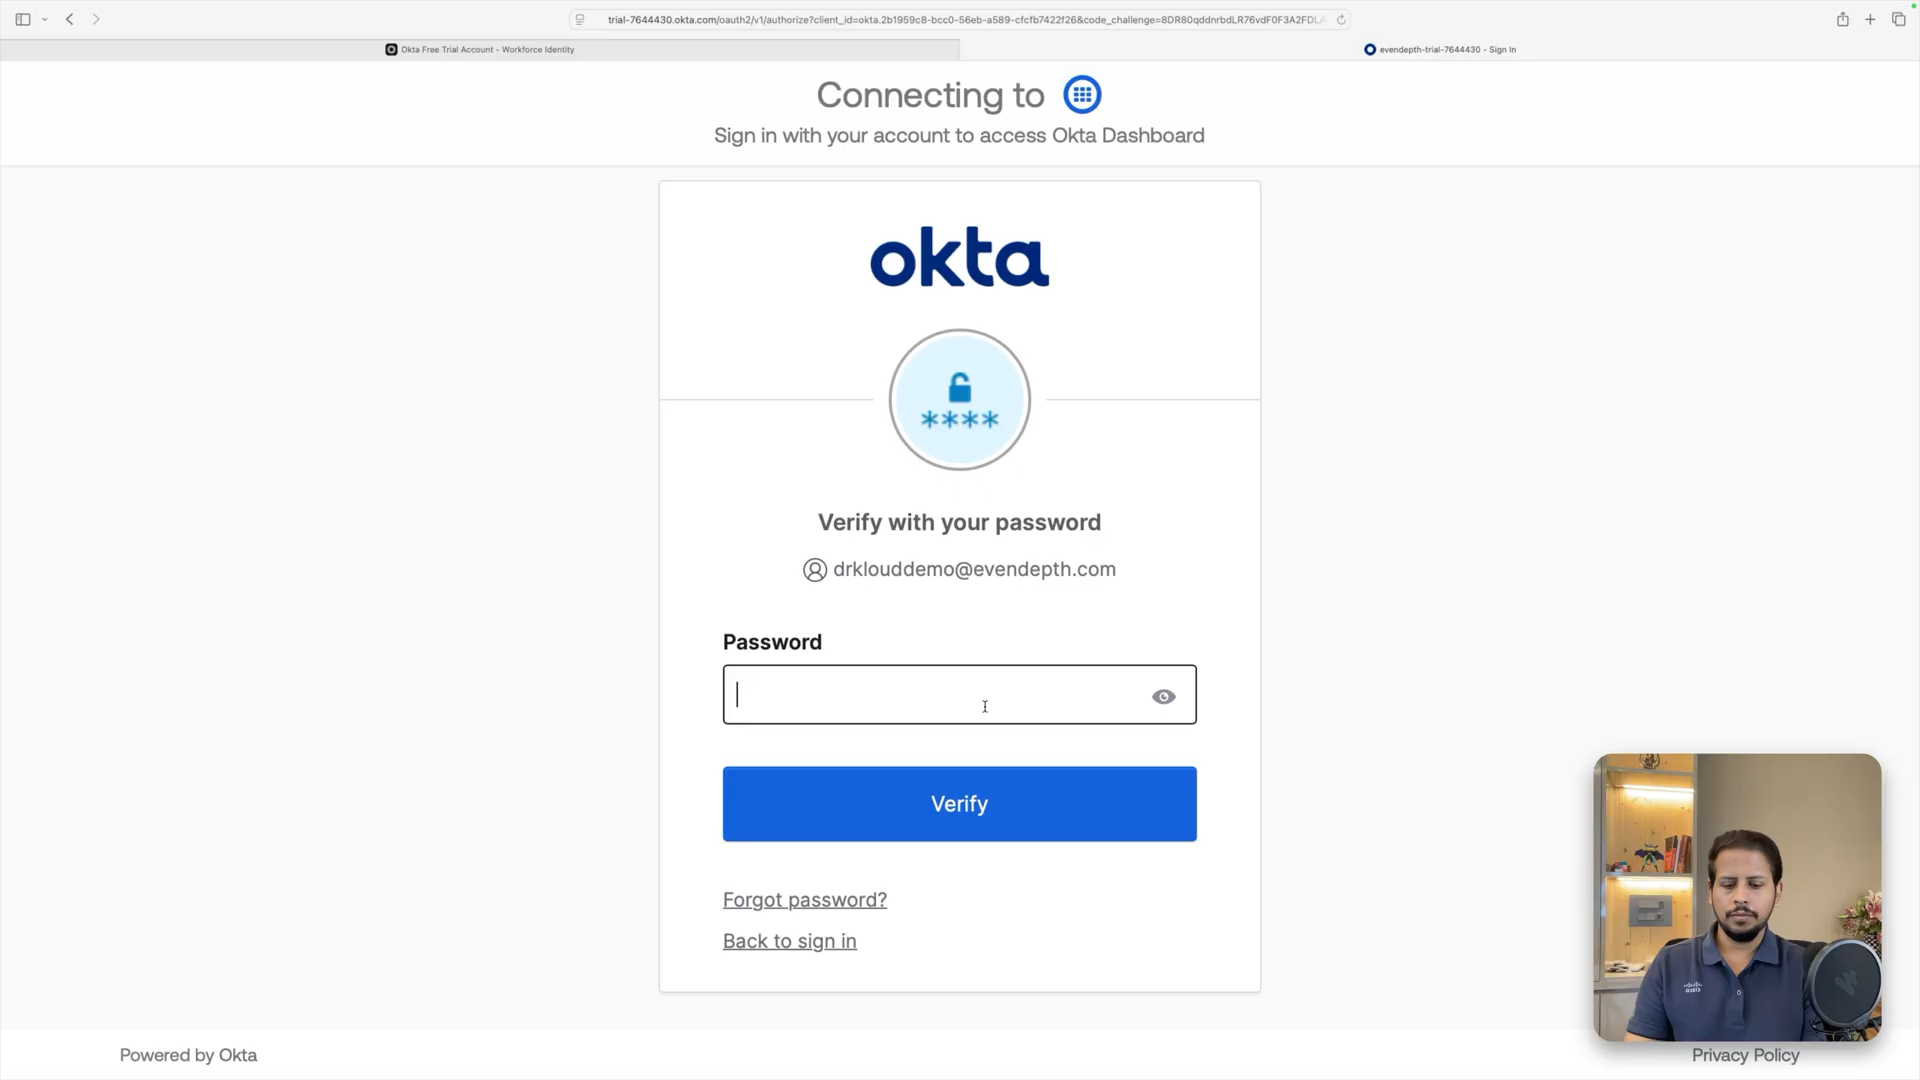 trial-7644430.okta.com/oauth2/v1/authorize?client_id=okta.2b1959c8-bcc0-56eb-a589-cfcfb7422f26&code_challenge=8DR80qddnrbdLR76vdF0F3A2FDLA
Okta Free Trial Account - Workforce Identity
evendepth-trial-7644430 - Sign In
Connecting to
Sign in with your account to access Okta Dashboard
okta
****
Verify with your password
drklouddemo@evendepth.com
Password
Verify
Forgot password?
Back to sign in
Powered by Okta
Privacy Policy